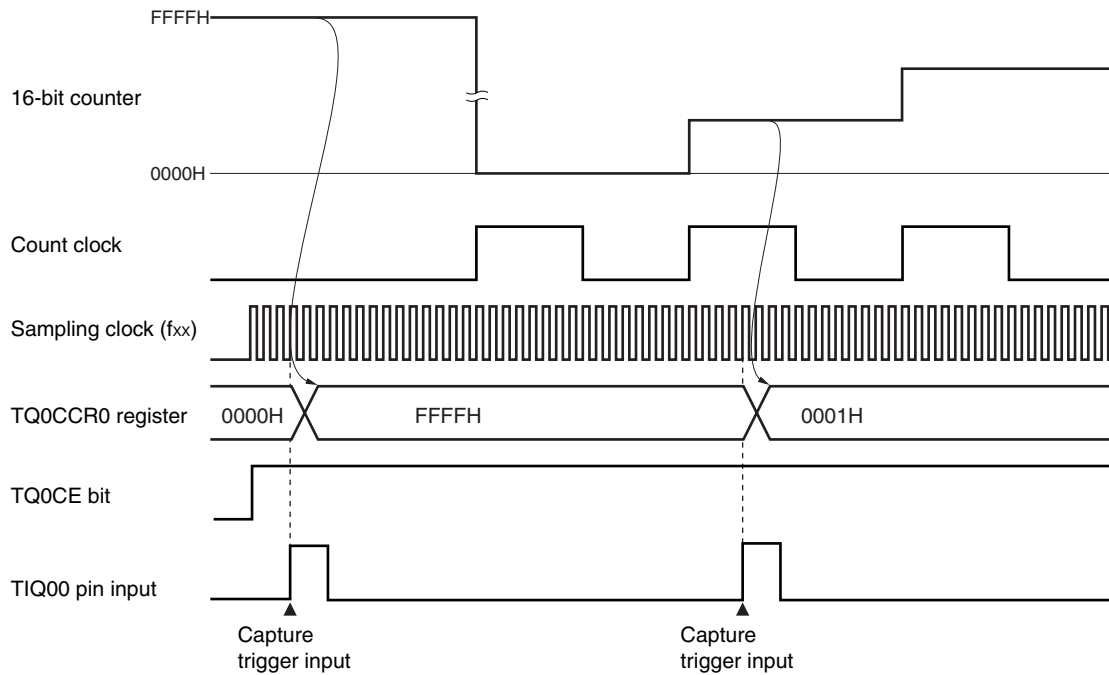 FFFFH
16-bit counter
0000H
Count clock
Sampling clock (fxx)
TQ0CCR0 register
0000H
FFFFH
0001H
TQ0CE bit
TIQ00 pin input
Capture
trigger input
Capture
trigger input